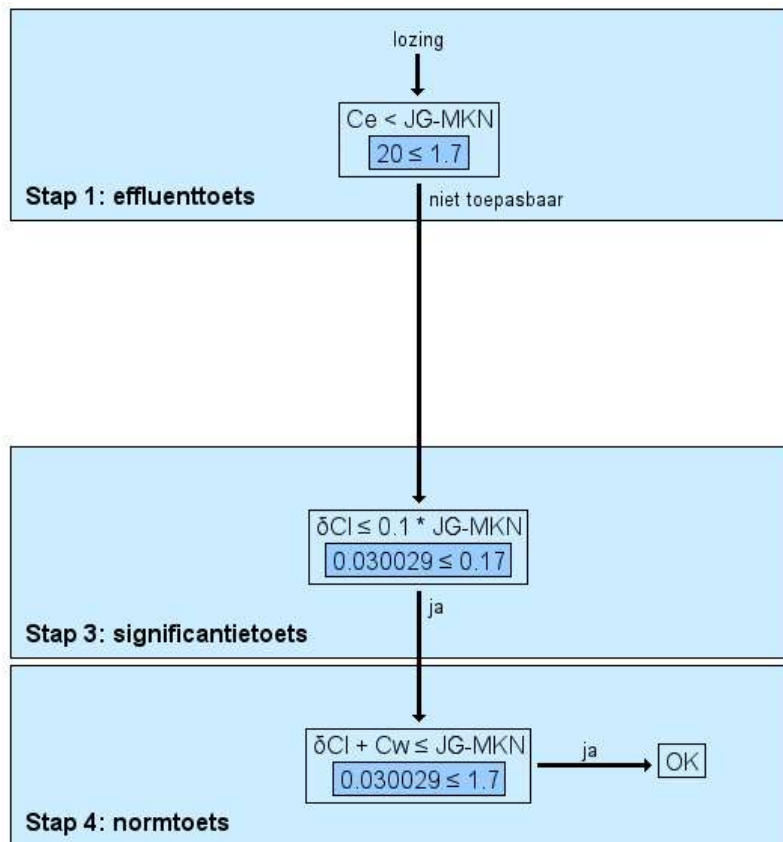 lozing
Ce < JG-MKN
20 ≤ 1.7
Stap 1: effluenttoets
niet toepasbaar
δCl ≤ 0.1 * JG-MKN
0.030029 ≤ 0.17
ja
Stap 3: significantietoets
δCl + Cw ≤ JG-MKN
0.030029 ≤ 1.7
ja
OK
Stap 4: normtoets